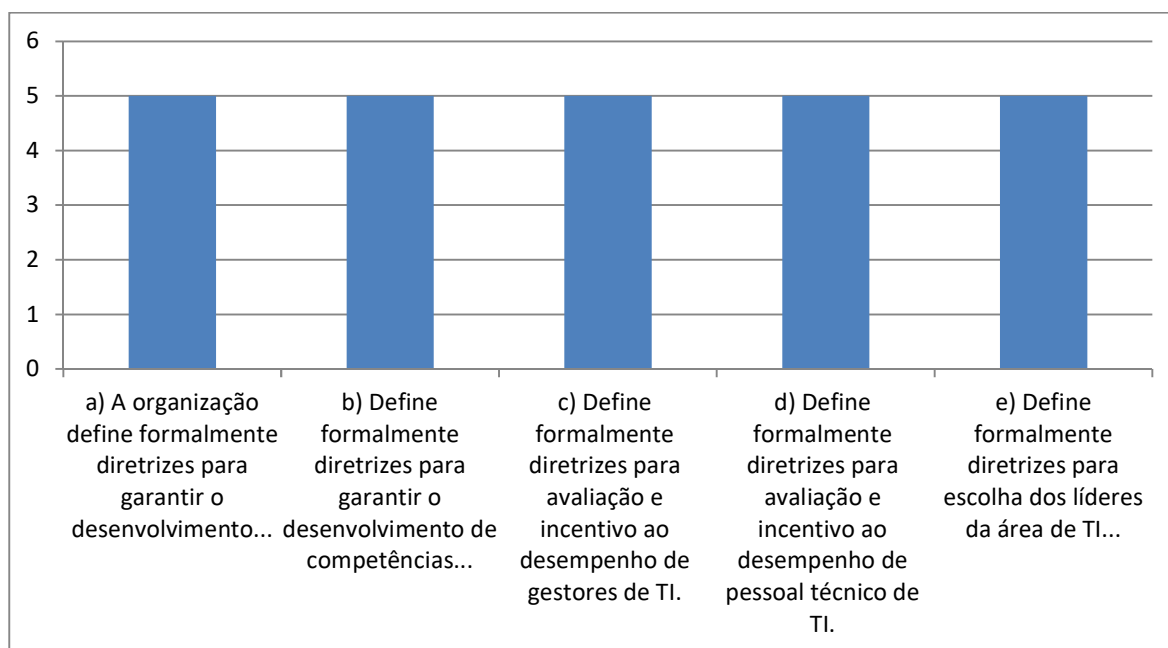 6
5
4
3
2
1
0
a) A organização
define formalmente
diretrizes para
garantir o
desenvolvimento...
b) Define
formalmente
diretrizes para
garantir o
desenvolvimento de
competências...
c) Define
formalmente
diretrizes para
avaliação e
incentivo ao
desempenho de
gestores de TI.
d) Define
formalmente
diretrizes para
avaliação e
incentivo ao
desempenho de
pessoal técnico de
TI.
e) Define
formalmente
diretrizes para
escolha dos líderes
da área de TI...